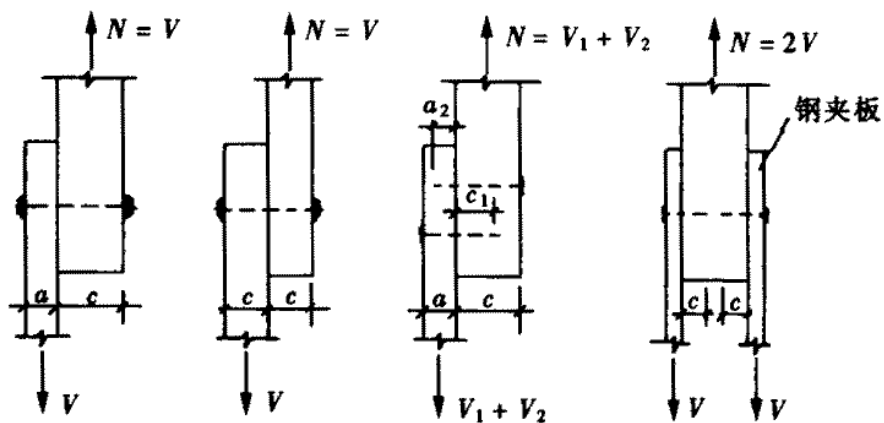 N = V
N = V
N = V₁ + V₂
N = 2V
钢夹板
a₂
c₁
a
c
c
c
a
c
c
c
V
V
V₁ + V₂
V
V